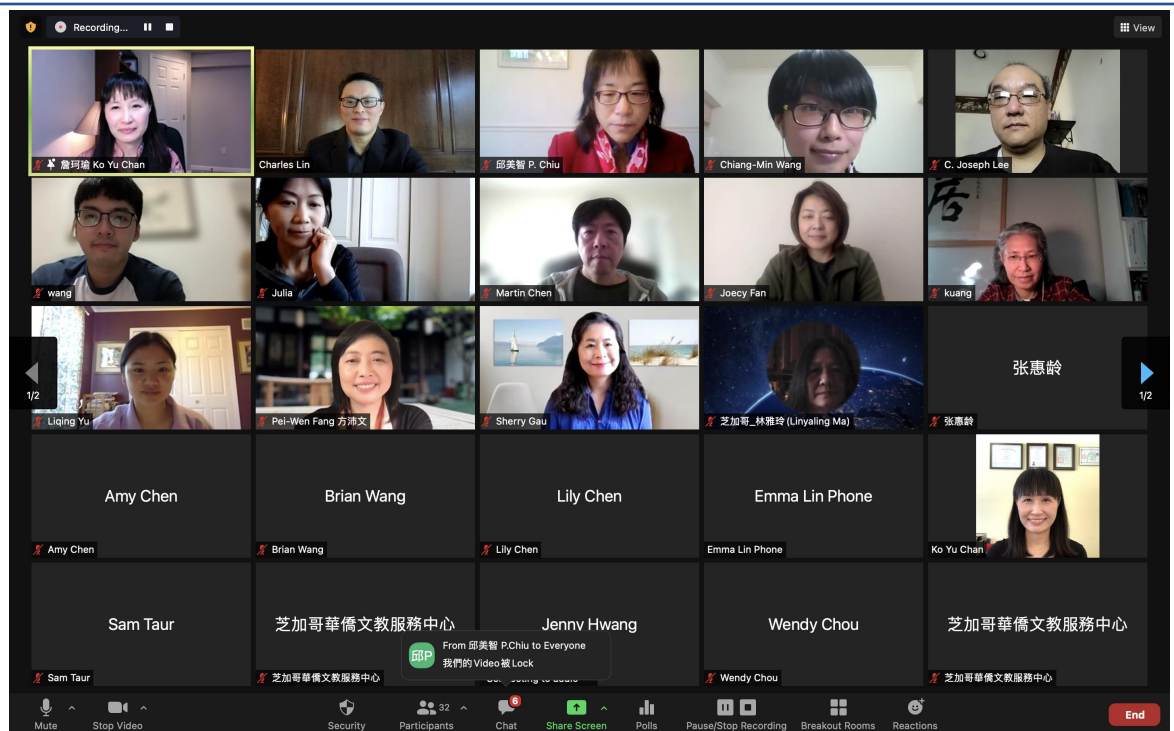 Recording...
View
詹珂瑜 Ko Yu Chan
Charles Lin
邱美智 P. Chiu
Chiang-Min Wang
C. Joseph Lee
wang
Julia
Martin Chen
Joecy Fan
kuang
居
1/2
Liqing Yu
Pei-Wen Fang 方沛文
Sherry Gau
芝加哥_林雅玲 (Linyaling Ma)
张惠龄
张惠龄
1/2
Amy Chen
Amy Chen
Brian Wang
Brian Wang
Lily Chen
Lily Chen
Emma Lin Phone
Emma Lin Phone
Ko Yu Chan
Sam Taur
Sam Taur
芝加哥華僑文教服務中心
芝加哥華僑文教服務中心
Jenny Hwang
Wendy Chou
Wendy Chou
芝加哥華僑文教服務中心
芝加哥華僑文教服務中心
邱P
From 邱美智 P.Chiu to Everyone
我們的 Video被 Lock
Mute
Stop Video
Security
32
Participants
6
Chat
Share Screen
Polls
Pause/Stop Recording
Breakout Rooms
Reactions
End